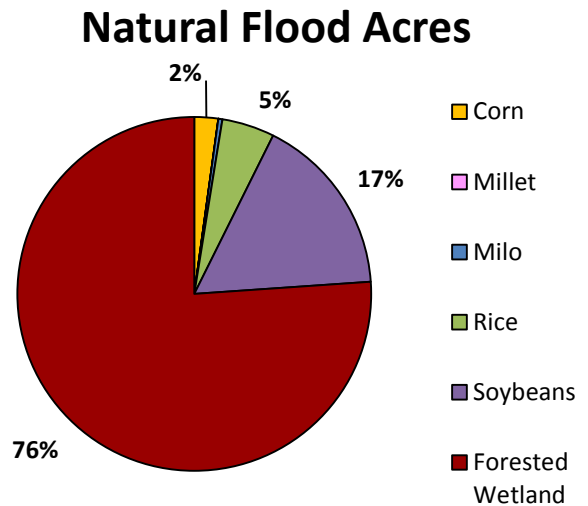 Natural Flood Acres
2%
5%
17%
76%
Corn
Millet
Milo
Rice
Soybeans
Forested
Wetland